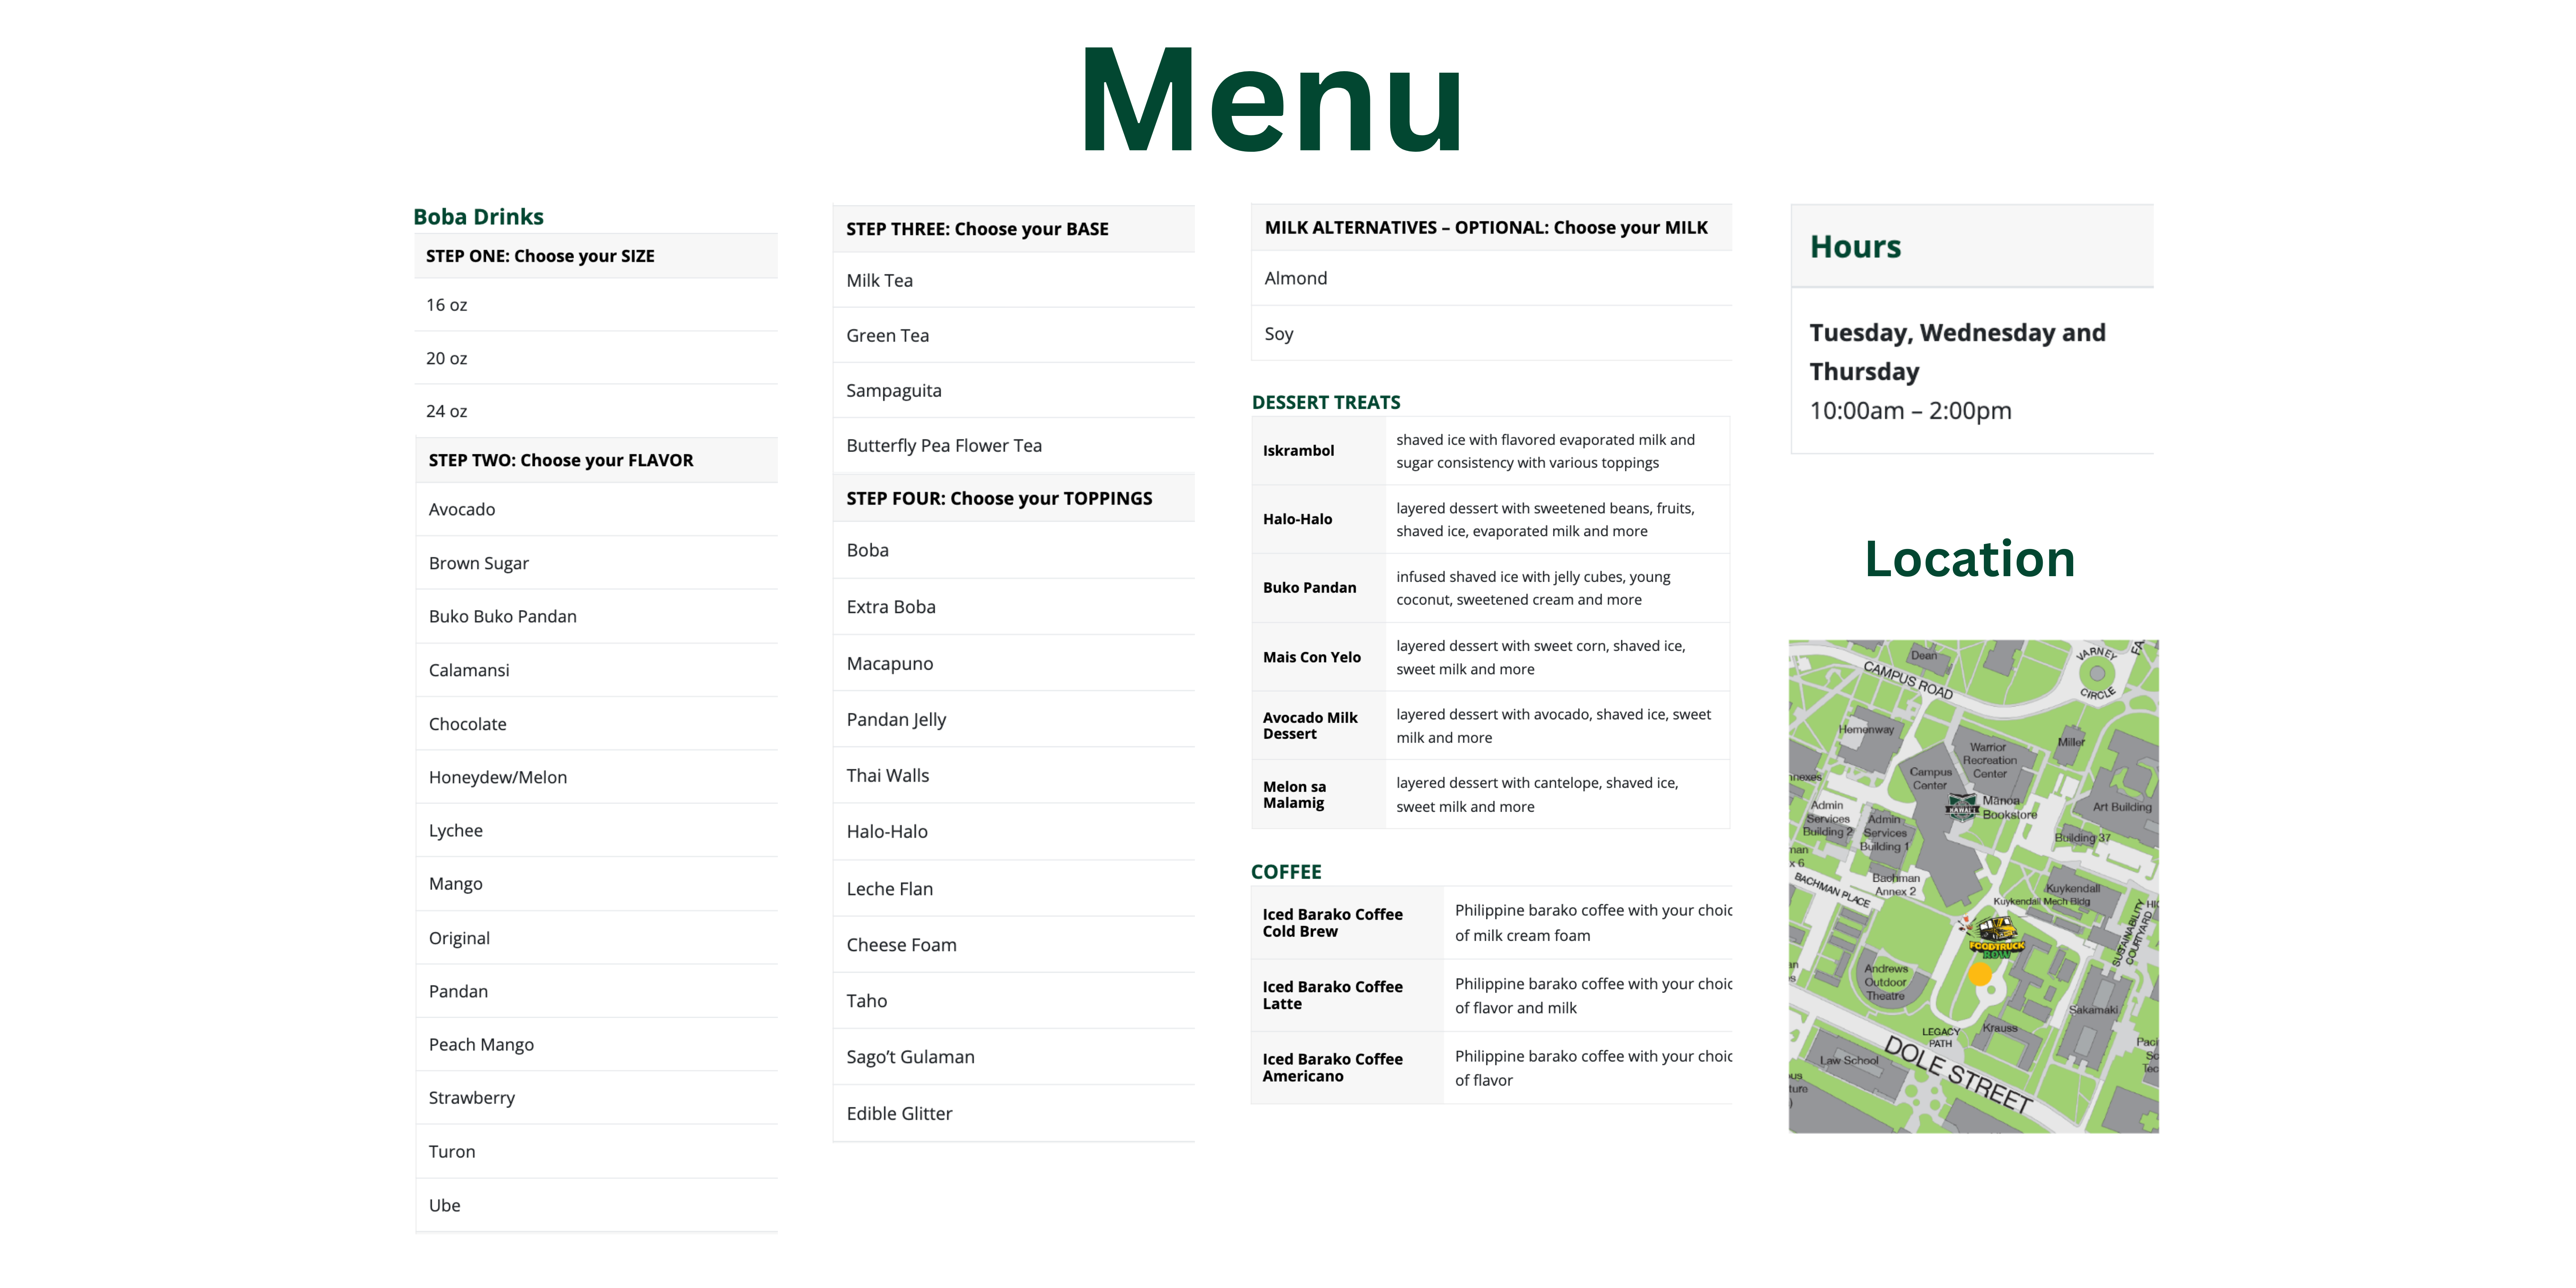 Menu
Boba Drinks
STEP ONE: Choose your SIZE
16 oz
20 oz
24 oz
STEP TWO: Choose your FLAVOR
Avocado
Brown Sugar
Buko Buko Pandan
Calamansi
Chocolate
Honeydew/Melon
Lychee
Mango
Original
Pandan
Peach Mango
Strawberry
Turon
Ube
STEP THREE: Choose your BASE
Milk Tea
Green Tea
Sampaguita
Butterfly Pea Flower Tea
STEP FOUR: Choose your TOPPINGS
Boba
Extra Boba
Macapuno
Pandan Jelly
Thai Walls
Halo-Halo
Leche Flan
Cheese Foam
Taho
Sago’t Gulaman
Edible Glitter
MILK ALTERNATIVES – OPTIONAL: Choose your MILK
Almond
Soy
DESSERT TREATS
Iskrambol
shaved ice with flavored evaporated milk and
sugar consistency with various toppings
Halo-Halo
layered dessert with sweetened beans, fruits,
shaved ice, evaporated milk and more
Buko Pandan
infused shaved ice with jelly cubes, young
coconut, sweetened cream and more
Mais Con Yelo
layered dessert with sweet corn, shaved ice,
sweet milk and more
Avocado Milk
Dessert
layered dessert with avocado, shaved ice, sweet
milk and more
Melon sa
Malamig
layered dessert with cantelope, shaved ice,
sweet milk and more
COFFEE
Iced Barako Coffee
Cold Brew
Philippine barako coffee with your choic
of milk cream foam
Iced Barako Coffee
Latte
Philippine barako coffee with your choic
of flavor and milk
Iced Barako Coffee
Americano
Philippine barako coffee with your choic
of flavor
Hours
Tuesday, Wednesday and
Thursday
10:00am – 2:00pm
Location
Dean
CAMPUS ROAD
VARNEY
CIRCLE
FA
Hemenway
Warrior
Recreation
Center
Miller
Campus
Center
nnexes
HAWAI'I
Mānoa
Bookstore
Art Building
Admin
Services
Building 2
Admin
Services
Building 1
Building 37
man
x 6
BACHMAN PLACE
Bachman
Annex 2
Kuykendall
Kuykendall Mech Bldg
SUSTAINABILITY
COURTYARD
HI
FOODTRUCK
ROW
Andrews
Outdoor
Theatre
Sakamaki
LEGACY
PATH
Krauss
DOLE STREET
Law School
Paci
Sc
Tec
us
ture